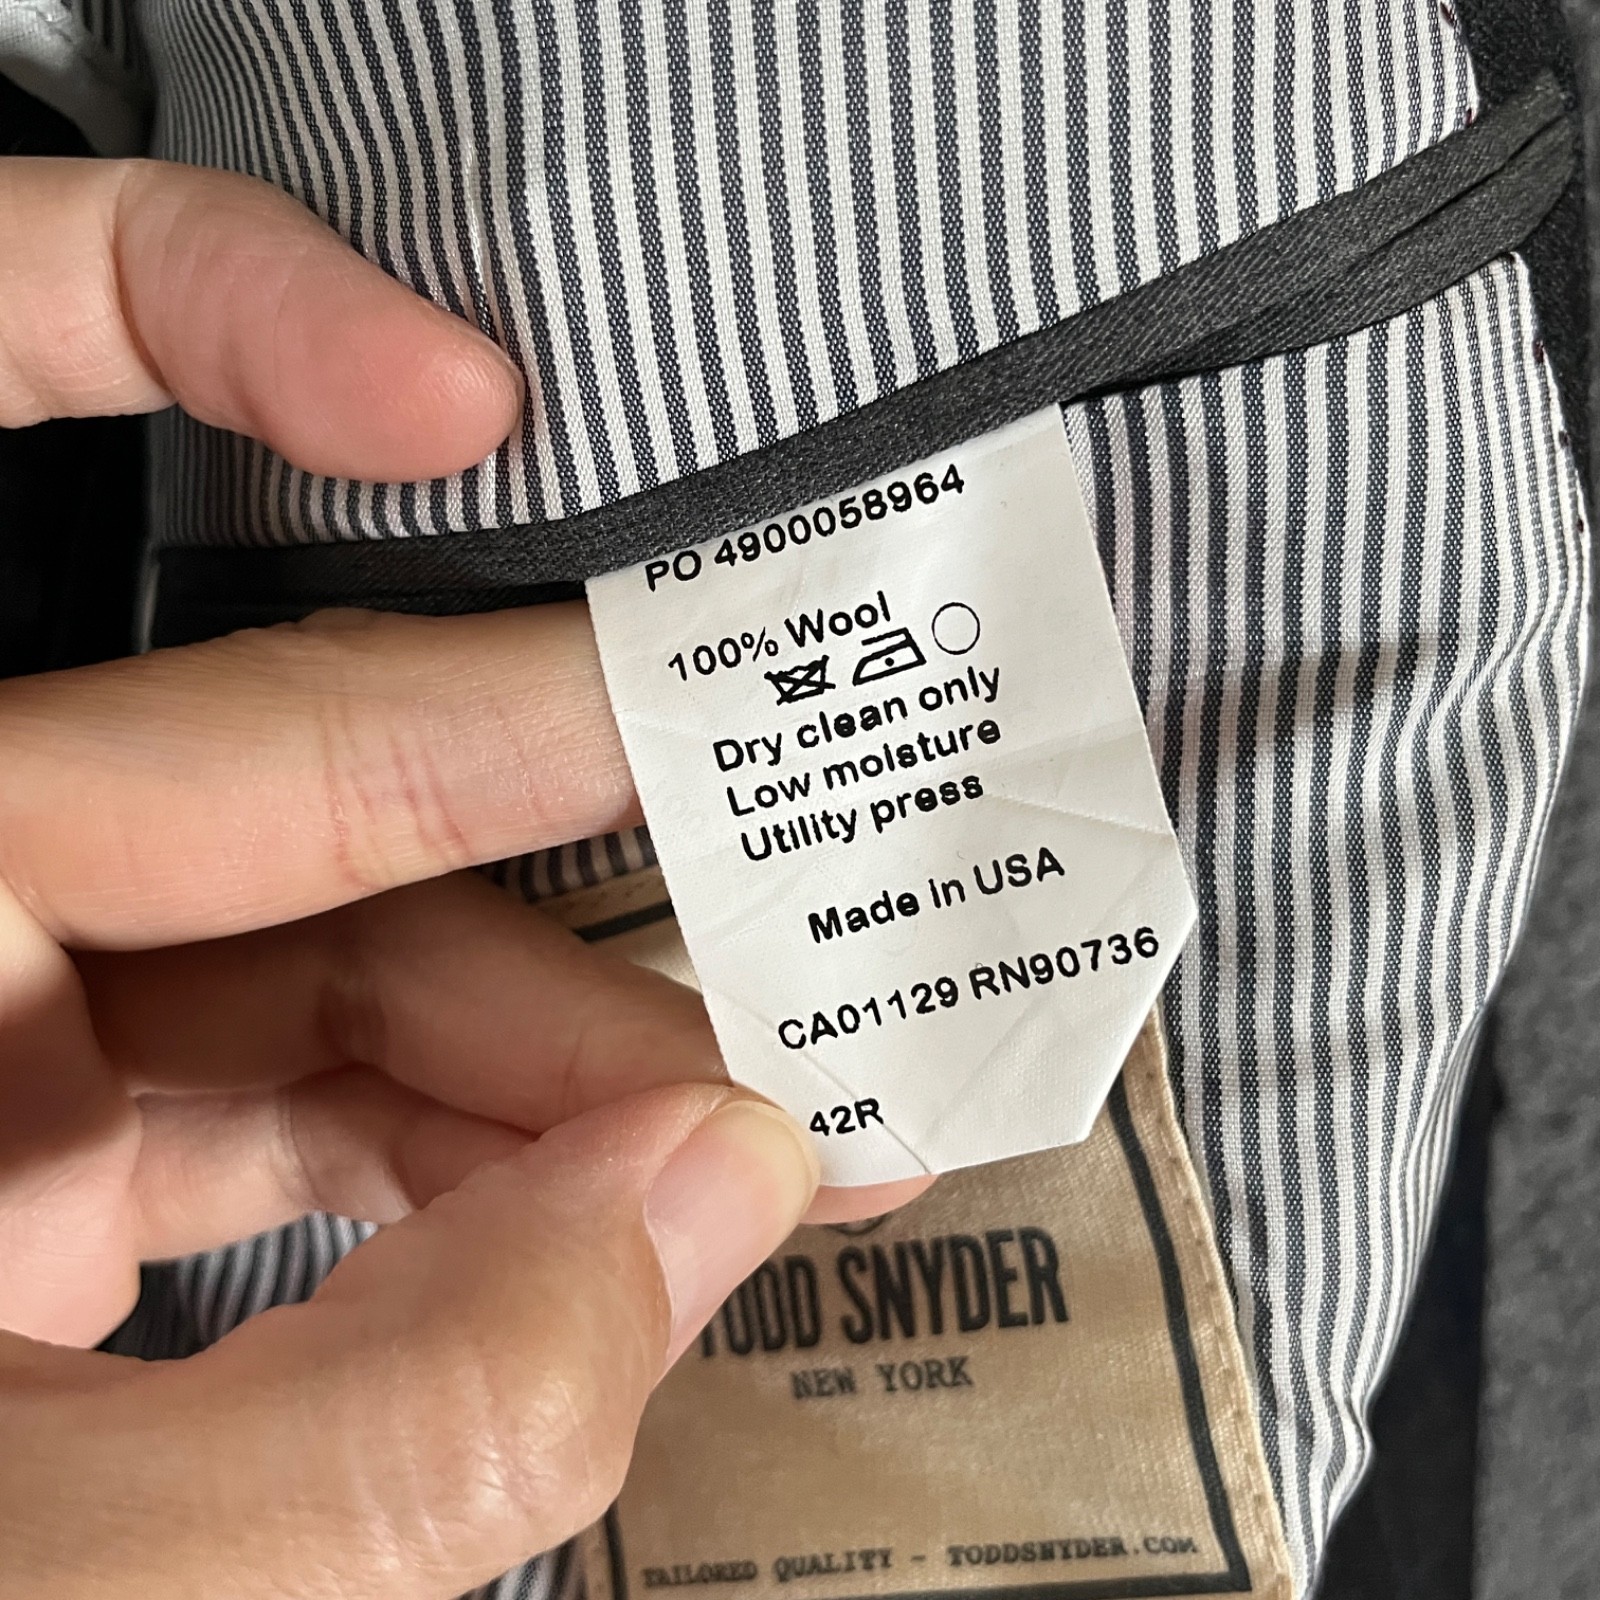 PO 4900058964
100% Wool
Dry clean only
Low moisture
Utility press
Made in USA
CA01129 RN90736
42R
TODD SNYDER
NEW YORK
TAILORED QUALITY - TODDSNYDER.COM